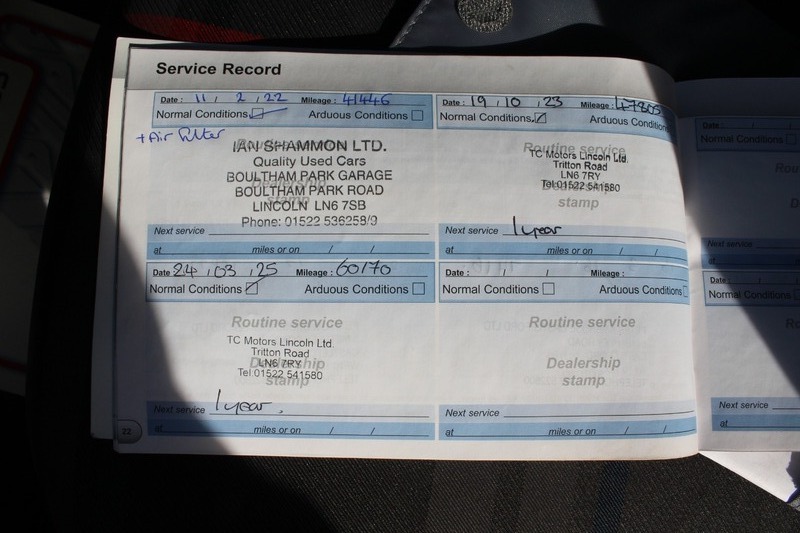 Service Record
Date : 11 / 2 / 22 Mileage : 41446
Normal Conditions Arduous Conditions
+ Air Filter
IAN SHAMMON LTD.
Quality Used Cars
BOULTHAM PARK GARAGE
BOULTHAM PARK ROAD
LINCOLN LN6 7SB
Phone: 01522 536258/9
stamp
Next service
at miles or on / /
Date : 19 / 10 / 23 Mileage :
Normal Conditions Arduous Conditions
Routine service
TC Motors Lincoln Ltd.
Tritton Road
LN6 7RY
Tel:01522 541580
stamp
Next service 1 year
at miles or on / /
Date : 24 / 03 / 25 Mileage : 60170
Normal Conditions Arduous Conditions
Routine service
TC Motors Lincoln Ltd.
Tritton Road
LN6 7RY
Dealership
Tel:01522 541580
stamp
Next service 1 year.
at miles or on / /
Date : / / Mileage :
Normal Conditions Arduous Conditions
Routine service
Dealership
stamp
Next service
at miles or on / /
22
Date : / /
Normal Conditions
Rou
Next service
at
Date : / /
Normal Conditions
Rou
D
Next service
at